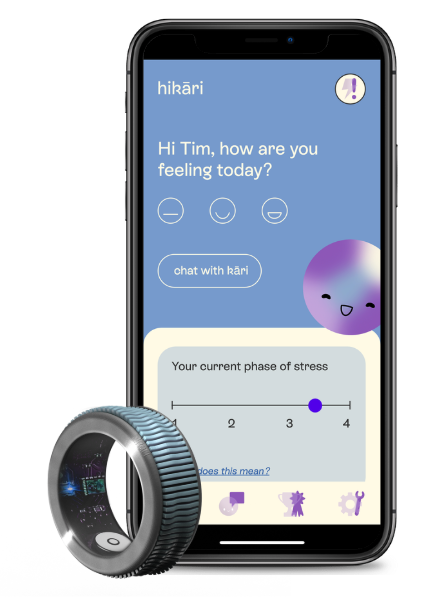 hikāri
Hi Tim, how are you
feeling today?
chat with kāri
Your current phase of stress
1 2 3 4
does this mean?